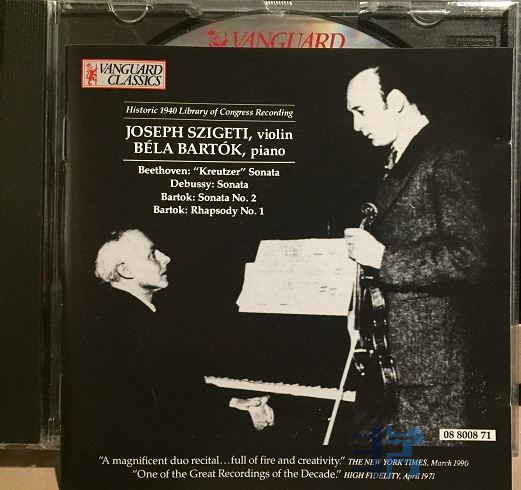 VANGUARD
VANGUARD
CLASSICS
Historic 1940 Library of Congress Recording
JOSEPH SZIGETI, violin
BÉLA BARTÓK, piano
Beethoven: “Kreutzer” Sonata
Debussy: Sonata
Bartok: Sonata No. 2
Bartok: Rhapsody No. 1
08 8008 71
“A magnificent duo recital...full of fire and creativity.” THE NEW YORK TIMES, March 1990
“One of the Great Recordings of the Decade.” HIGH FIDELITY, April 1971